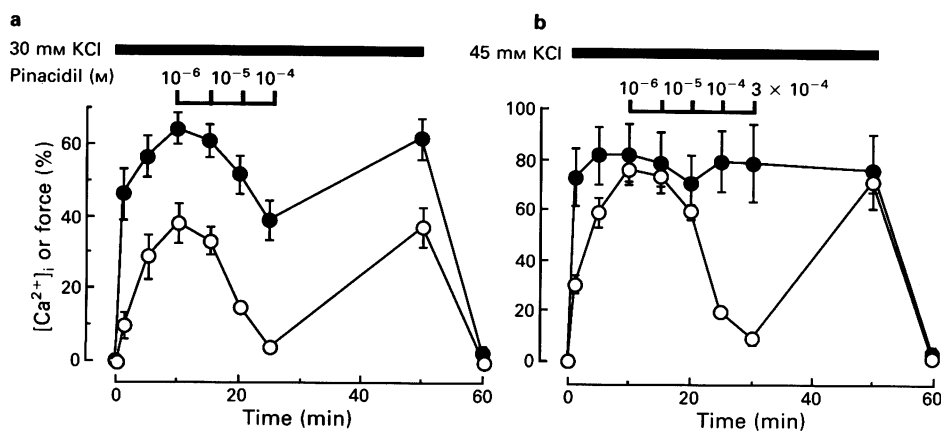 a
30 mM KCl
Pinacidil (M)
10⁻⁶ 10⁻⁵ 10⁻⁴
[Ca²⁺]ᵢ or force (%)
60
40
20
0
0 20 40 60
Time (min)
b
45 mM KCl
10⁻⁶ 10⁻⁵ 10⁻⁴ 3 × 10⁻⁴
100
80
60
40
20
0
0 20 40 60
Time (min)